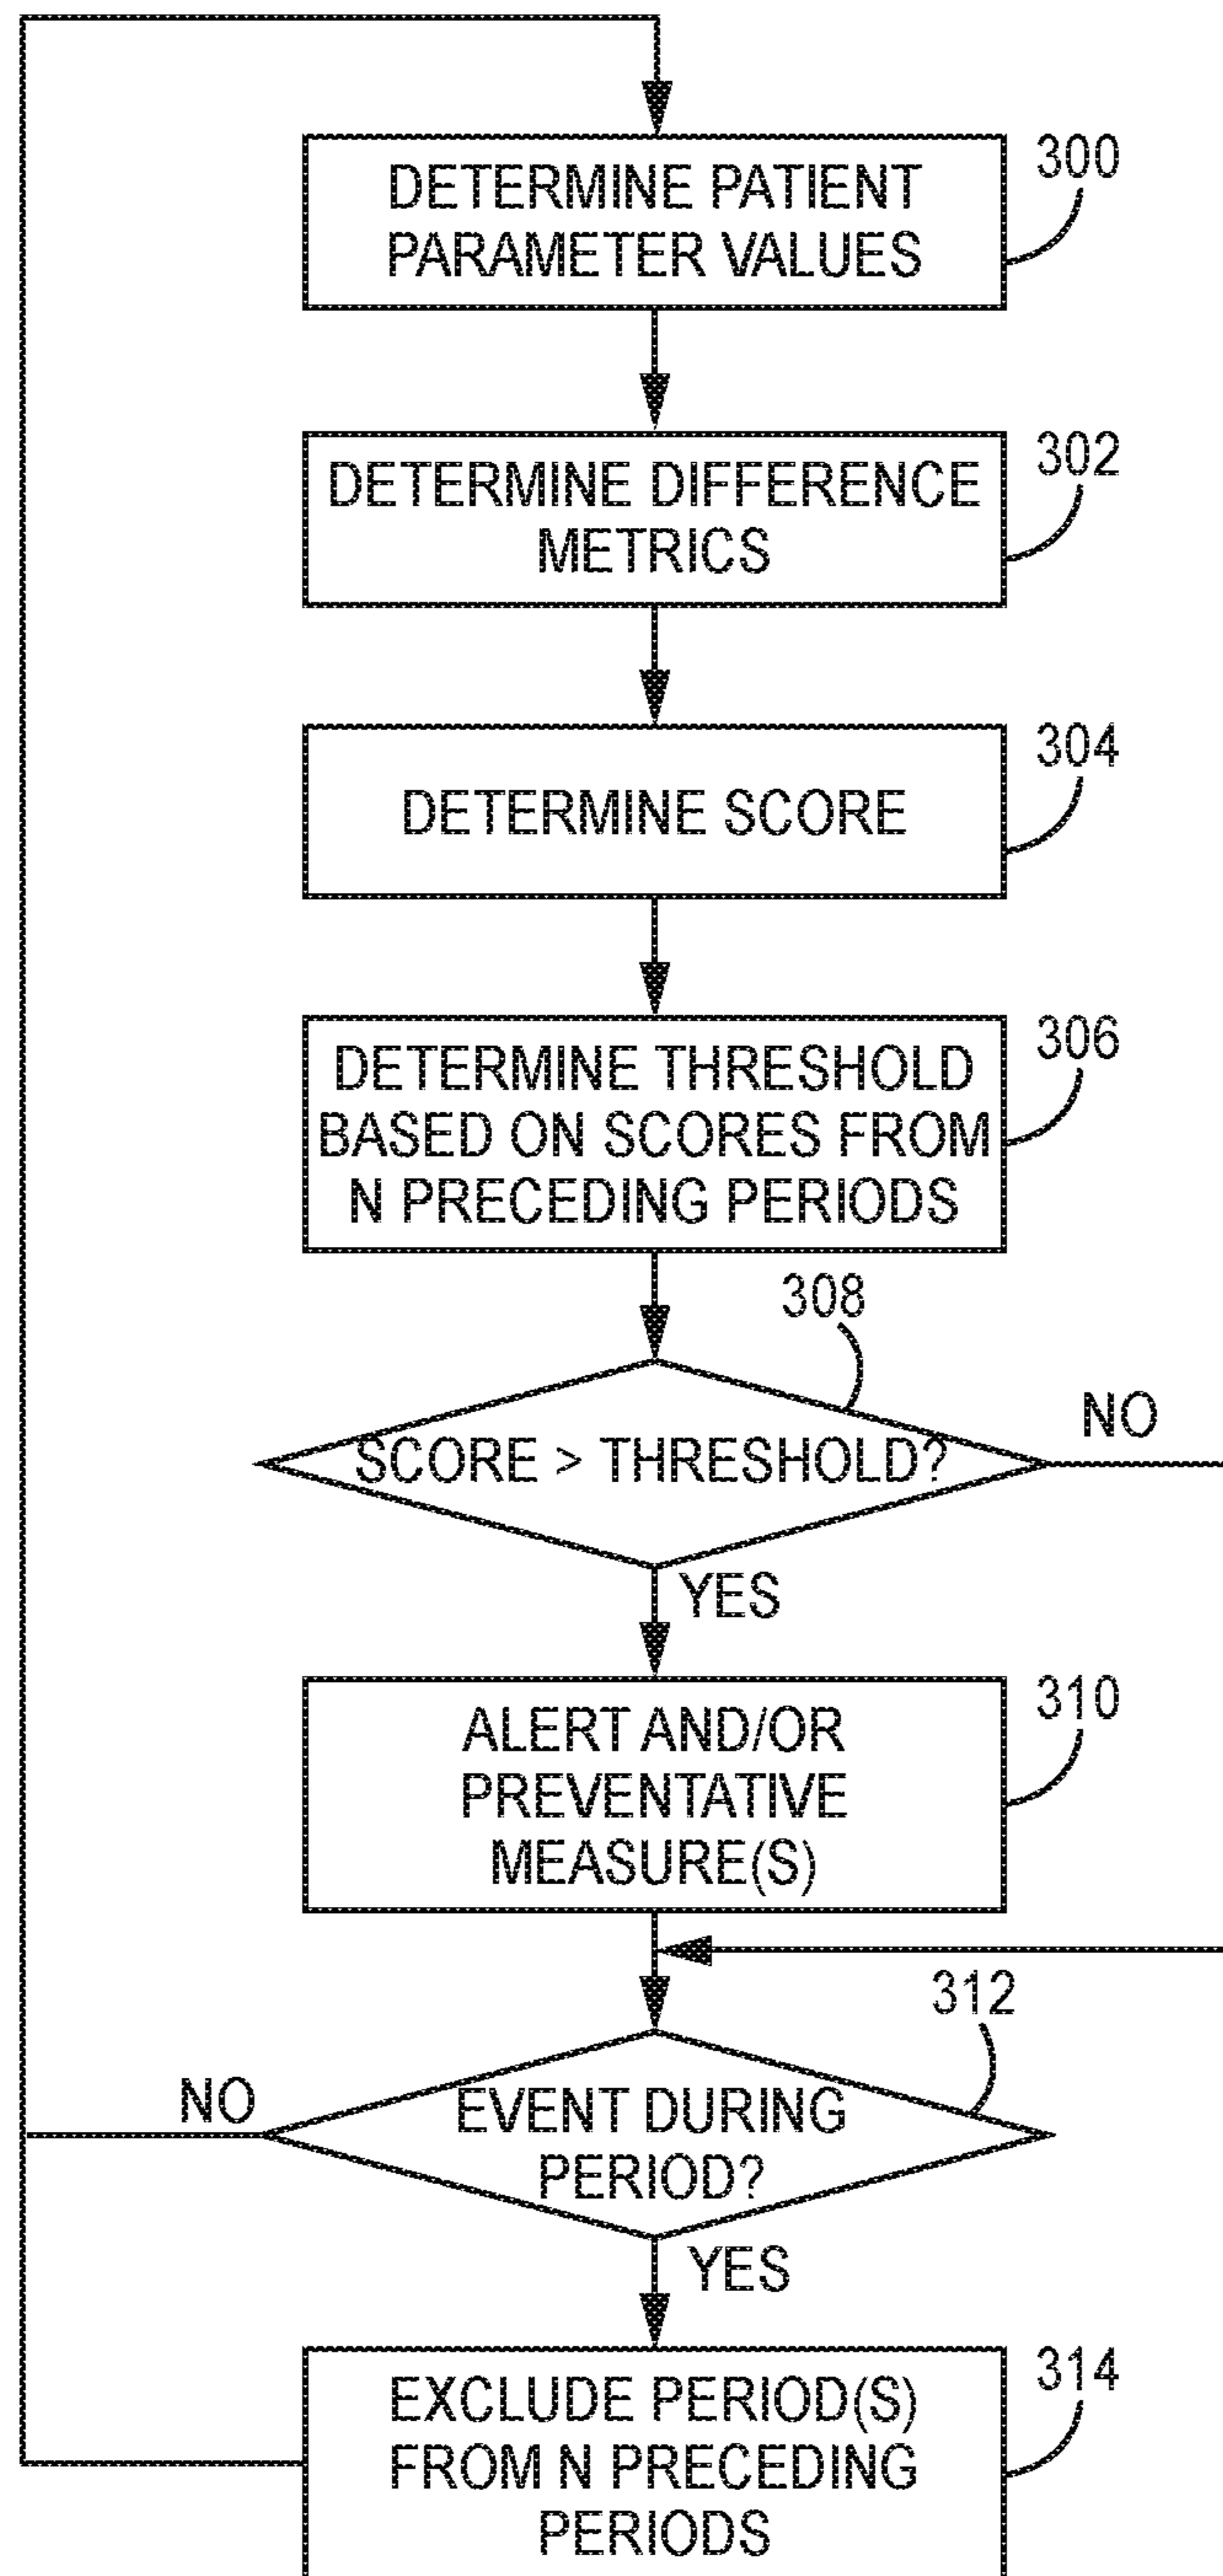 DETERMINE PATIENT
PARAMETER VALUES
300
DETERMINE DIFFERENCE
METRICS
302
DETERMINE SCORE
304
DETERMINE THRESHOLD
BASED ON SCORES FROM
N PRECEDING PERIODS
306
308
SCORE > THRESHOLD?
NO
YES
ALERT AND/OR
PREVENTATIVE
MEASURE(S)
310
312
NO
EVENT DURING
PERIOD?
YES
EXCLUDE PERIOD(S)
FROM N PRECEDING
PERIODS
314